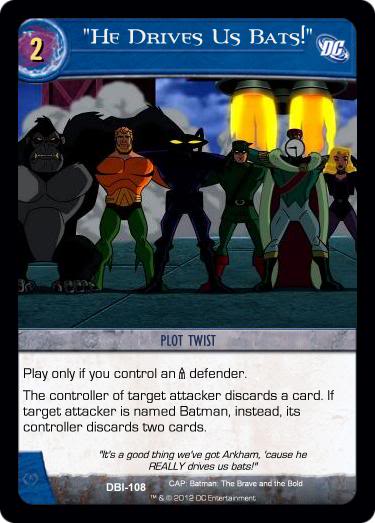 2
"He Drives Us Bats!"
DC
PLOT TWIST
Play only if you control an defender.
The controller of target attacker discards a card. If
target attacker is named Batman, instead, its
controller discards two cards.
"It's a good thing we've got Arkham, 'cause he
REALLY drives us bats!"
DBI-108
CAP: Batman: The Brave and the Bold
™ & © 2012 DC Entertainment